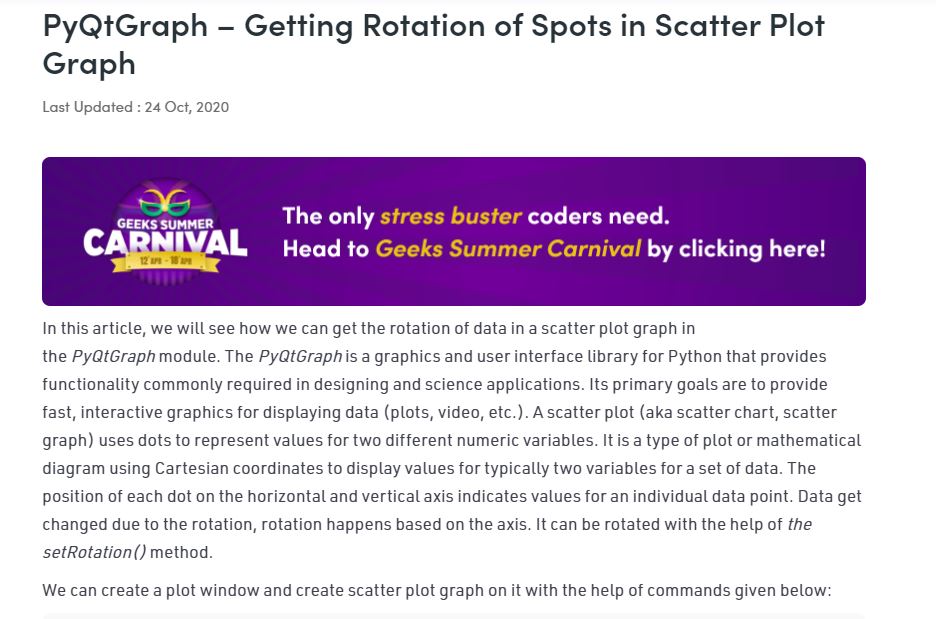 PyQtGraph – Getting Rotation of Spots in Scatter Plot
Graph
Last Updated : 24 Oct, 2020
GEEKS SUMMER
CARNIVAL
12 APR - 18 APR
The only stress buster coders need.
Head to Geeks Summer Carnival by clicking here!
In this article, we will see how we can get the rotation of data in a scatter plot graph in
the PyQtGraph module. The PyQtGraph is a graphics and user interface library for Python that provides
functionality commonly required in designing and science applications. Its primary goals are to provide
fast, interactive graphics for displaying data (plots, video, etc.). A scatter plot (aka scatter chart, scatter
graph) uses dots to represent values for two different numeric variables. It is a type of plot or mathematical
diagram using Cartesian coordinates to display values for typically two variables for a set of data. The
position of each dot on the horizontal and vertical axis indicates values for an individual data point. Data get
changed due to the rotation, rotation happens based on the axis. It can be rotated with the help of the
setRotation() method.
We can create a plot window and create scatter plot graph on it with the help of commands given below: